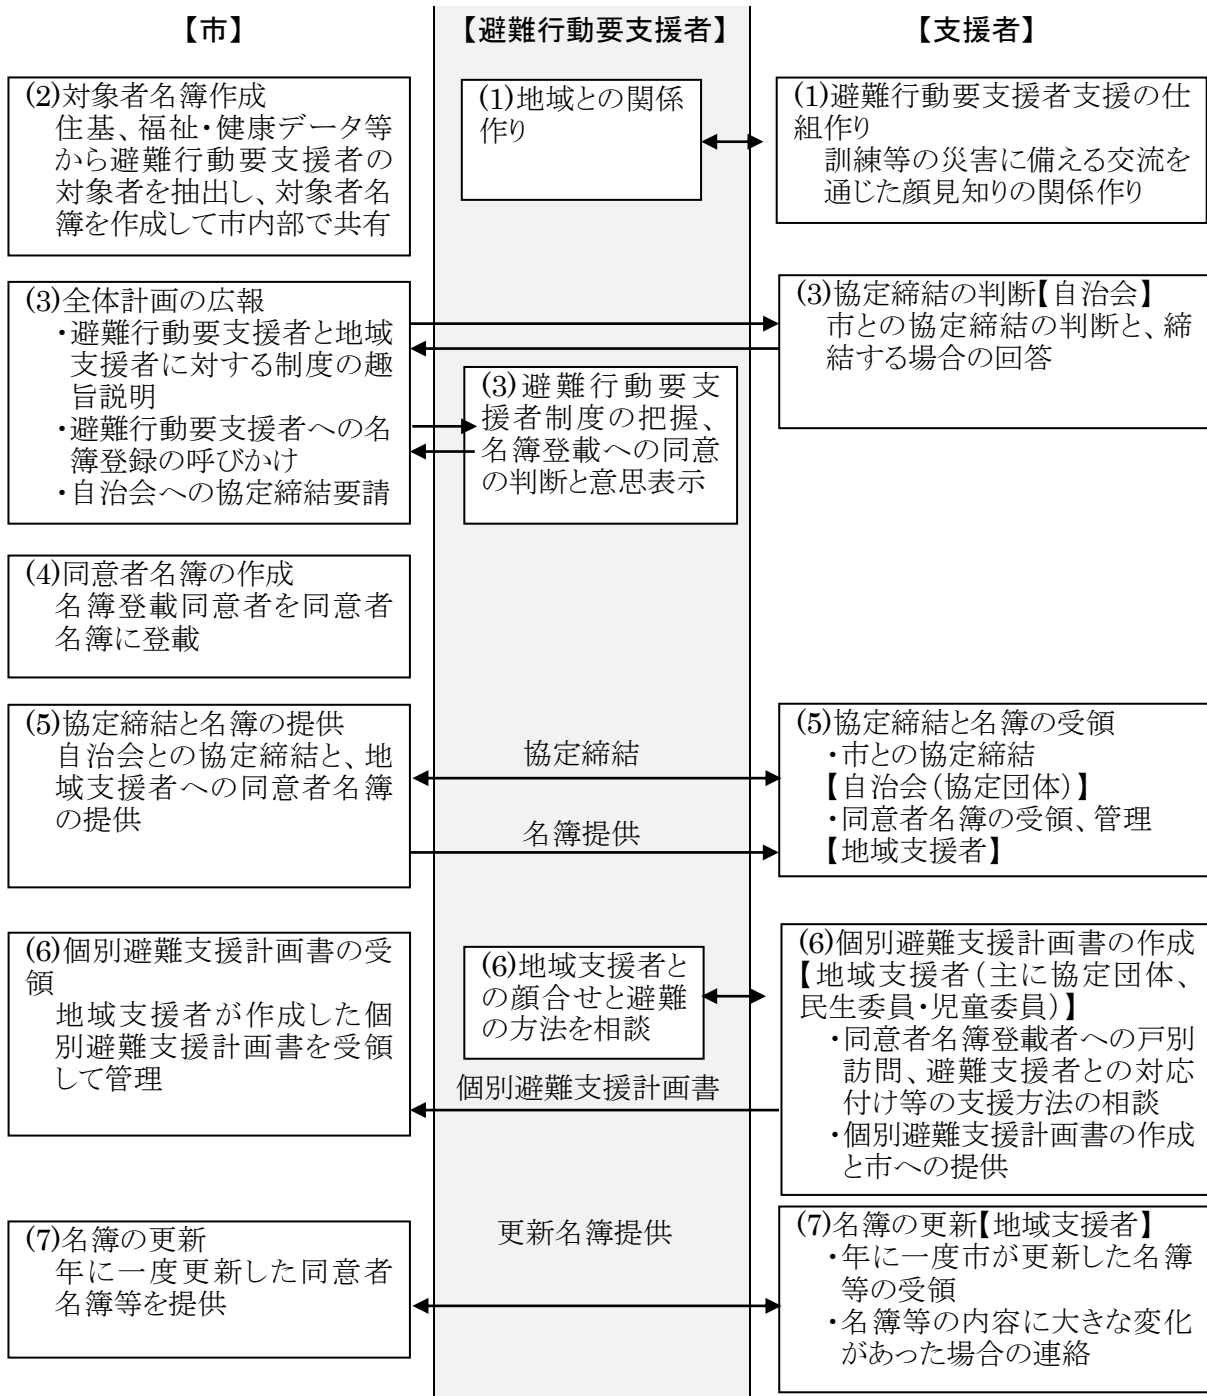 【市】
【避難行動要支援者】
【支援者】
(2)対象者名簿作成
住基、福祉・健康データ等
から避難行動要支援者の
対象者を抽出し、対象者名
簿を作成して市内部で共有
(1)地域との関係
作り
(1)避難行動要支援者支援の仕
組作り
訓練等の災害に備える交流を
通じた顔見知りの関係作り
(3)全体計画の広報
・避難行動要支援者と地域
支援者に対する制度の趣
旨説明
・避難行動要支援者への名
簿登録の呼びかけ
・自治会への協定締結要請
(3)避難行動要支
援者制度の把握、
名簿登載への同意
の判断と意思表示
(3)協定締結の判断【自治会】
市との協定締結の判断と、締
結する場合の回答
(4)同意者名簿の作成
名簿登載同意者を同意者
名簿に登載
(5)協定締結と名簿の提供
自治会との協定締結と、地
域支援者への同意者名簿
の提供
協定締結
名簿提供
(5)協定締結と名簿の受領
・市との協定締結
【自治会(協定団体)】
・同意者名簿の受領、管理
【地域支援者】
(6)個別避難支援計画書の受
領
地域支援者が作成した個
別避難支援計画書を受領
して管理
(6)地域支援者と
の顔合せと避難
の方法を相談
個別避難支援計画書
(6)個別避難支援計画書の作成
【地域支援者(主に協定団体、
民生委員・児童委員)】
・同意者名簿登載者への戸別
訪問、避難支援者との対応
付け等の支援方法の相談
・個別避難支援計画書の作成
と市への提供
(7)名簿の更新
年に一度更新した同意者
名簿等を提供
更新名簿提供
(7)名簿の更新【地域支援者】
・年に一度市が更新した名簿
等の受領
・名簿等の内容に大きな変化
があった場合の連絡